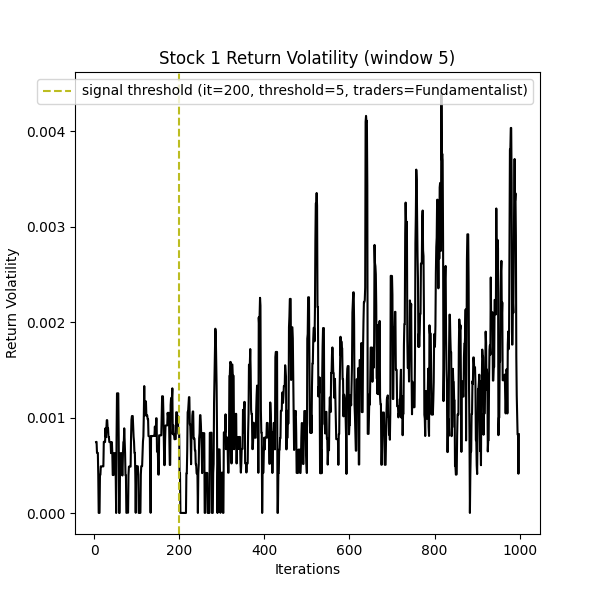 Stock 1 Return Volatility (window 5)
signal threshold (it=200, threshold=5, traders=Fundamentalist)
0.004
0.003
0.002
0.001
0.000
Return Volatility
0
200
400
600
800
1000
Iterations